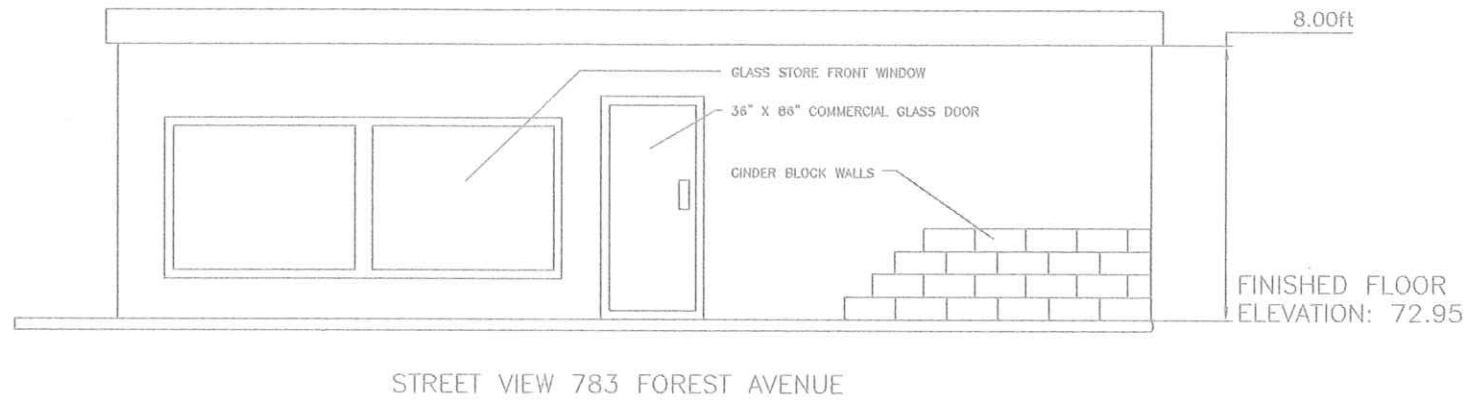 8.00ft
GLASS STORE FRONT WINDOW
36" X 86" COMMERCIAL GLASS DOOR
CINDER BLOCK WALLS
FINISHED FLOOR
ELEVATION: 72.95
STREET VIEW 783 FOREST AVENUE